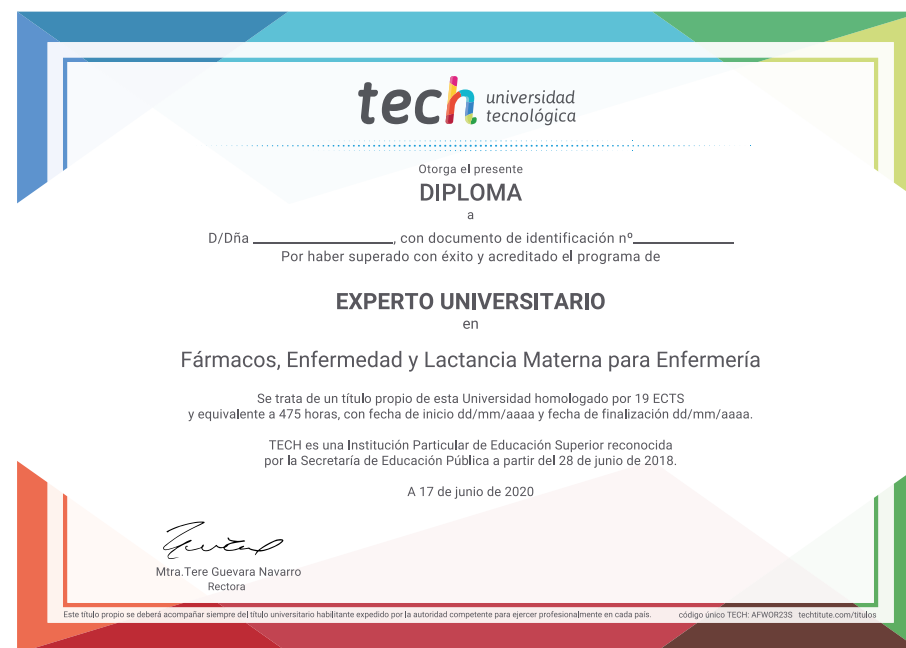 tech universidad
tecnológica
Otorga el presente
DIPLOMA
a
D/Dña ____________________, con documento de identificación nº______________
Por haber superado con éxito y acreditado el programa de
EXPERTO UNIVERSITARIO
en
Fármacos, Enfermedad y Lactancia Materna para Enfermería
Se trata de un título propio de esta Universidad homologado por 19 ECTS
y equivalente a 475 horas, con fecha de inicio dd/mm/aaaa y fecha de finalización dd/mm/aaaa.
TECH es una Institución Particular de Educación Superior reconocida
por la Secretaría de Educación Pública a partir del 28 de junio de 2018.
A 17 de junio de 2020
Mtra.Tere Guevara Navarro
Rectora
Este título propio se deberá acompañar siempre del título universitario habilitante expedido por la autoridad competente para ejercer profesionalmente en cada país. código único TECH: AFWOR23S techtitute.com/titulos